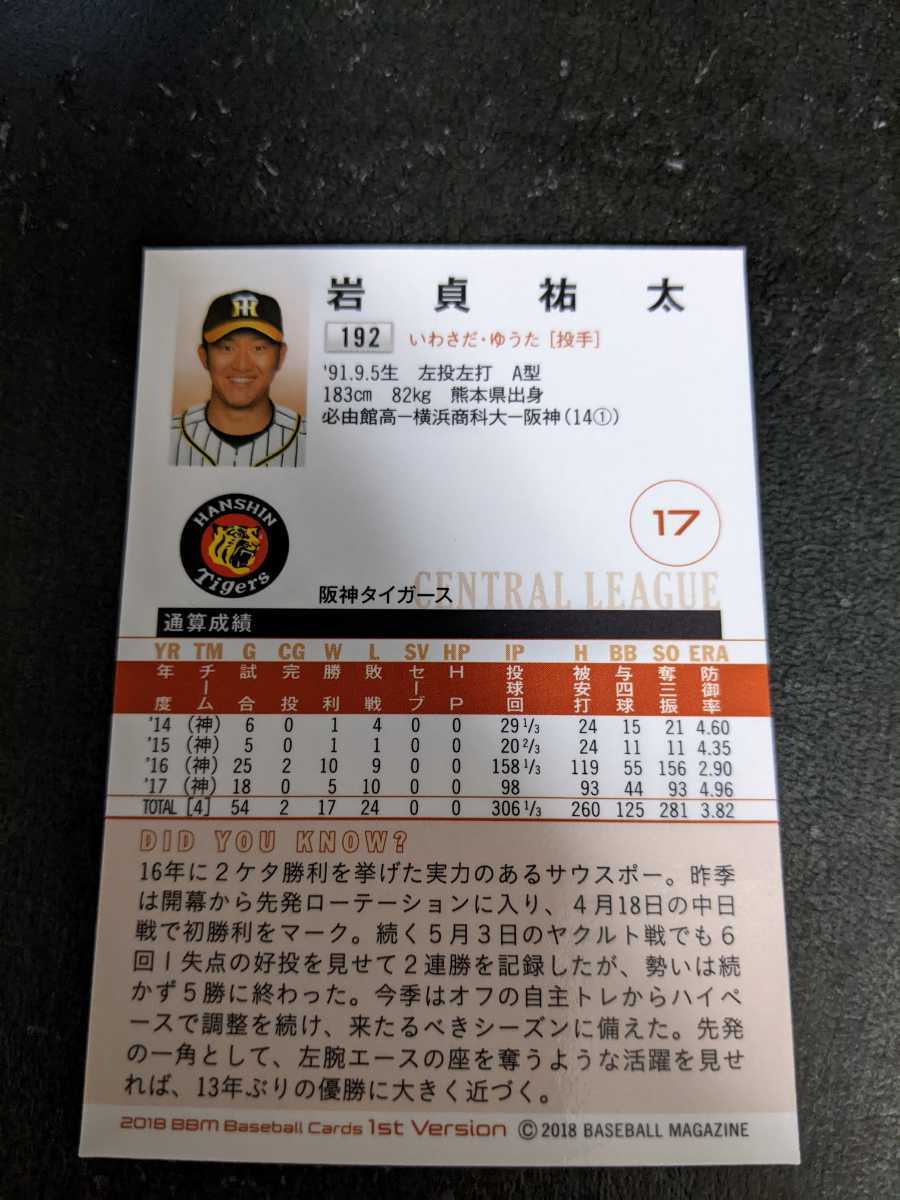 岩貞祐太
192 いわさだ・ゆうた［投手］
'91.9.5生 左投左打 A型
183cm 82kg 熊本県出身
必由館高ー横浜商科大ー阪神(14①)
HANSHIN
Tigers
17
CENTRAL LEAGUE
阪神タイガース
通算成績
YR TM G CG W L SV HP IP H BB SO ERA
年度 チーム 試合 完投 勝利 敗戦 セーブ HP 投球回 被安打 与四球 奪三振 防御率
'14 (神) 6 0 1 4 0 0 29 1/3 24 15 21 4.60
'15 (神) 5 0 1 1 0 0 20 2/3 24 11 11 4.35
'16 (神) 25 2 10 9 0 0 158 1/3 119 55 156 2.90
'17 (神) 18 0 5 10 0 0 98 93 44 93 4.96
TOTAL [4] 54 2 17 24 0 0 306 1/3 260 125 281 3.82
DID YOU KNOW?
16年に２ケタ勝利を挙げた実力のあるサウスポー。昨季
は開幕から先発ローテーションに入り、４月18日の中日
戦で初勝利をマーク。続く５月３日のヤクルト戦でも６
回１失点の好投を見せて２連勝を記録したが、勢いは続
かず５勝に終わった。今季はオフの自主トレからハイペ
ースで調整を続け、来たるべきシーズンに備えた。先発
の一角として、左腕エースの座を奪うような活躍を見せ
れば、13年ぶりの優勝に大きく近づく。
2018 BBM Baseball Cards 1st Version © 2018 BASEBALL MAGAZINE